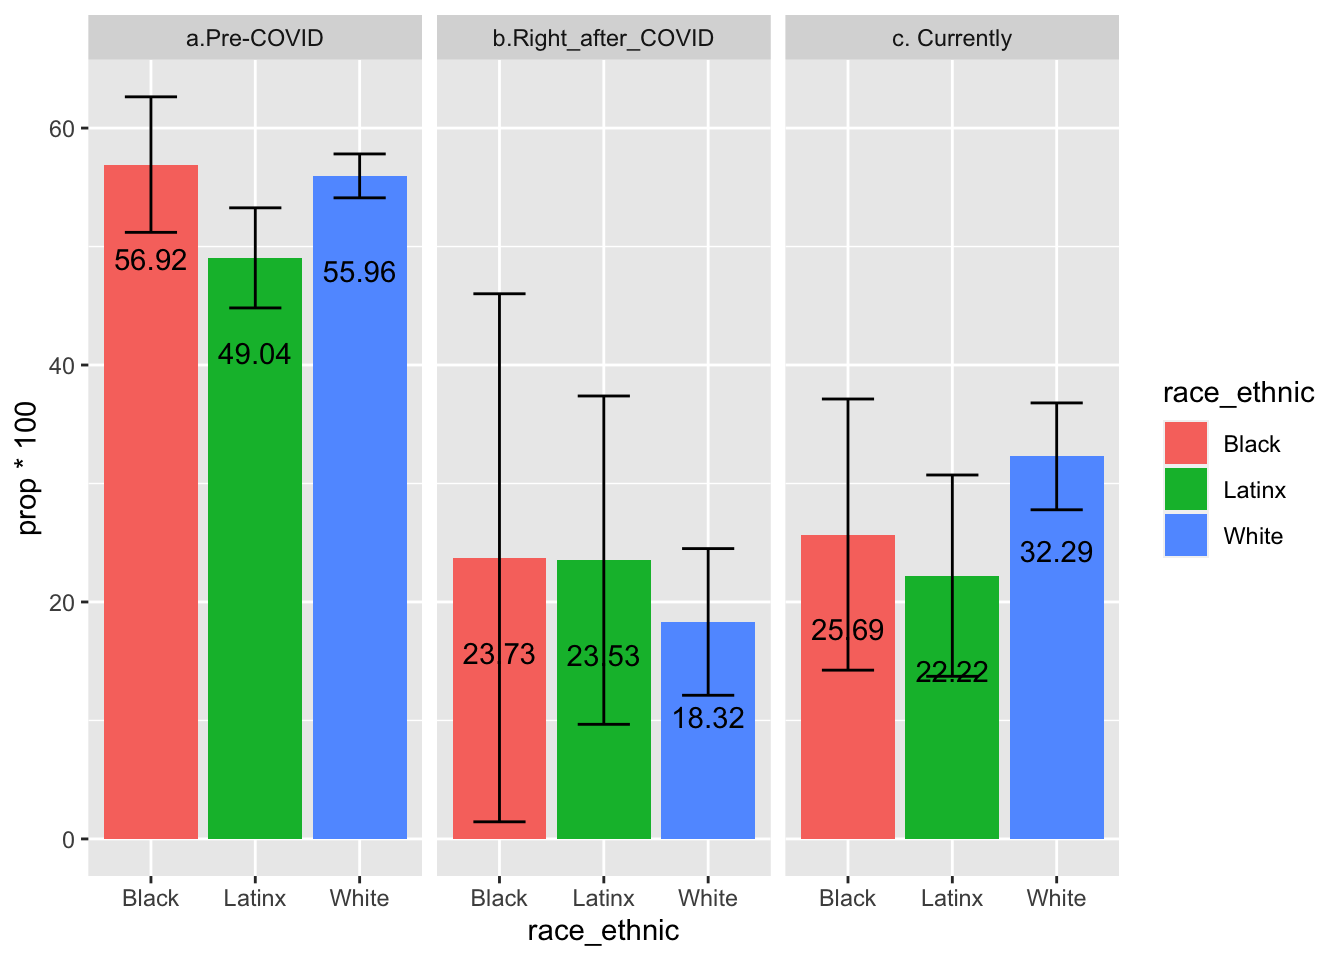 a.Pre-COVID
b.Right_after_COVID
c. Currently
prop * 100
60
40
20
0
56.92
49.04
55.96
23.73
23.53
18.32
25.69
22.22
32.29
Black
Latinx
White
Black
Latinx
White
Black
Latinx
White
race_ethnic
race_ethnic
Black
Latinx
White